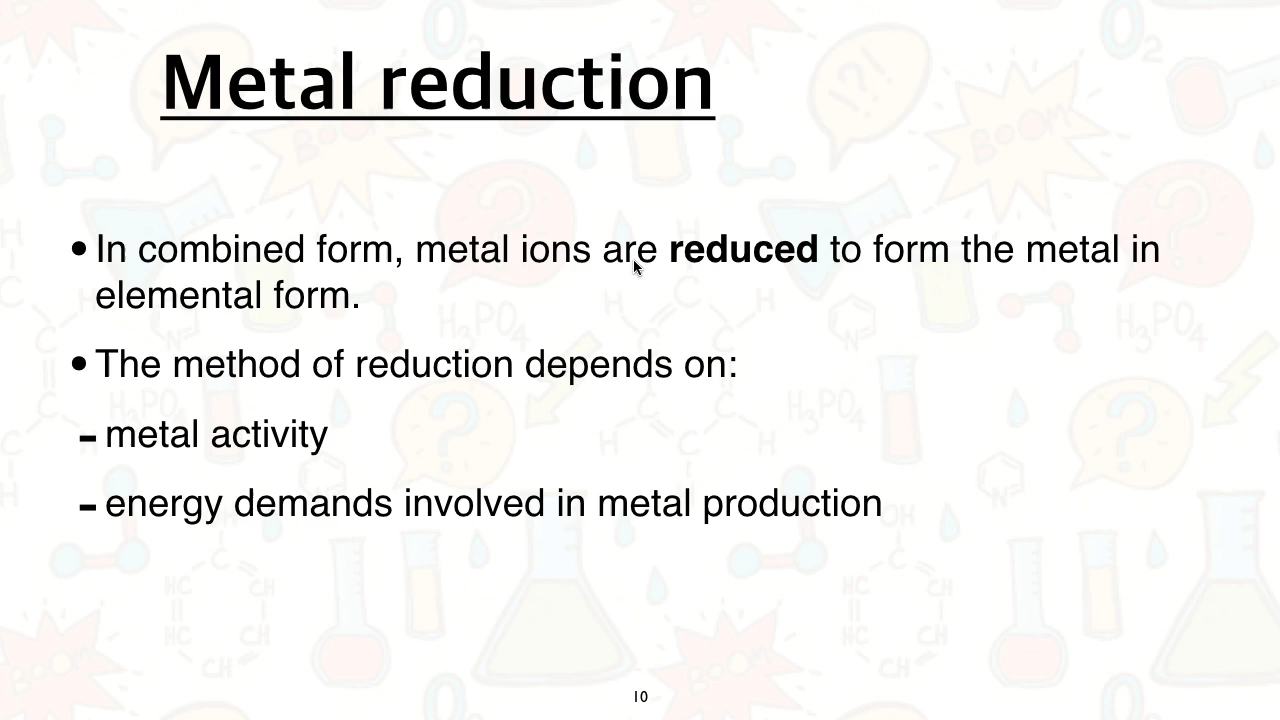 Metal reduction
• In combined form, metal ions are reduced to form the metal in
elemental form.
• The method of reduction depends on:
- metal activity
- energy demands involved in metal production
10